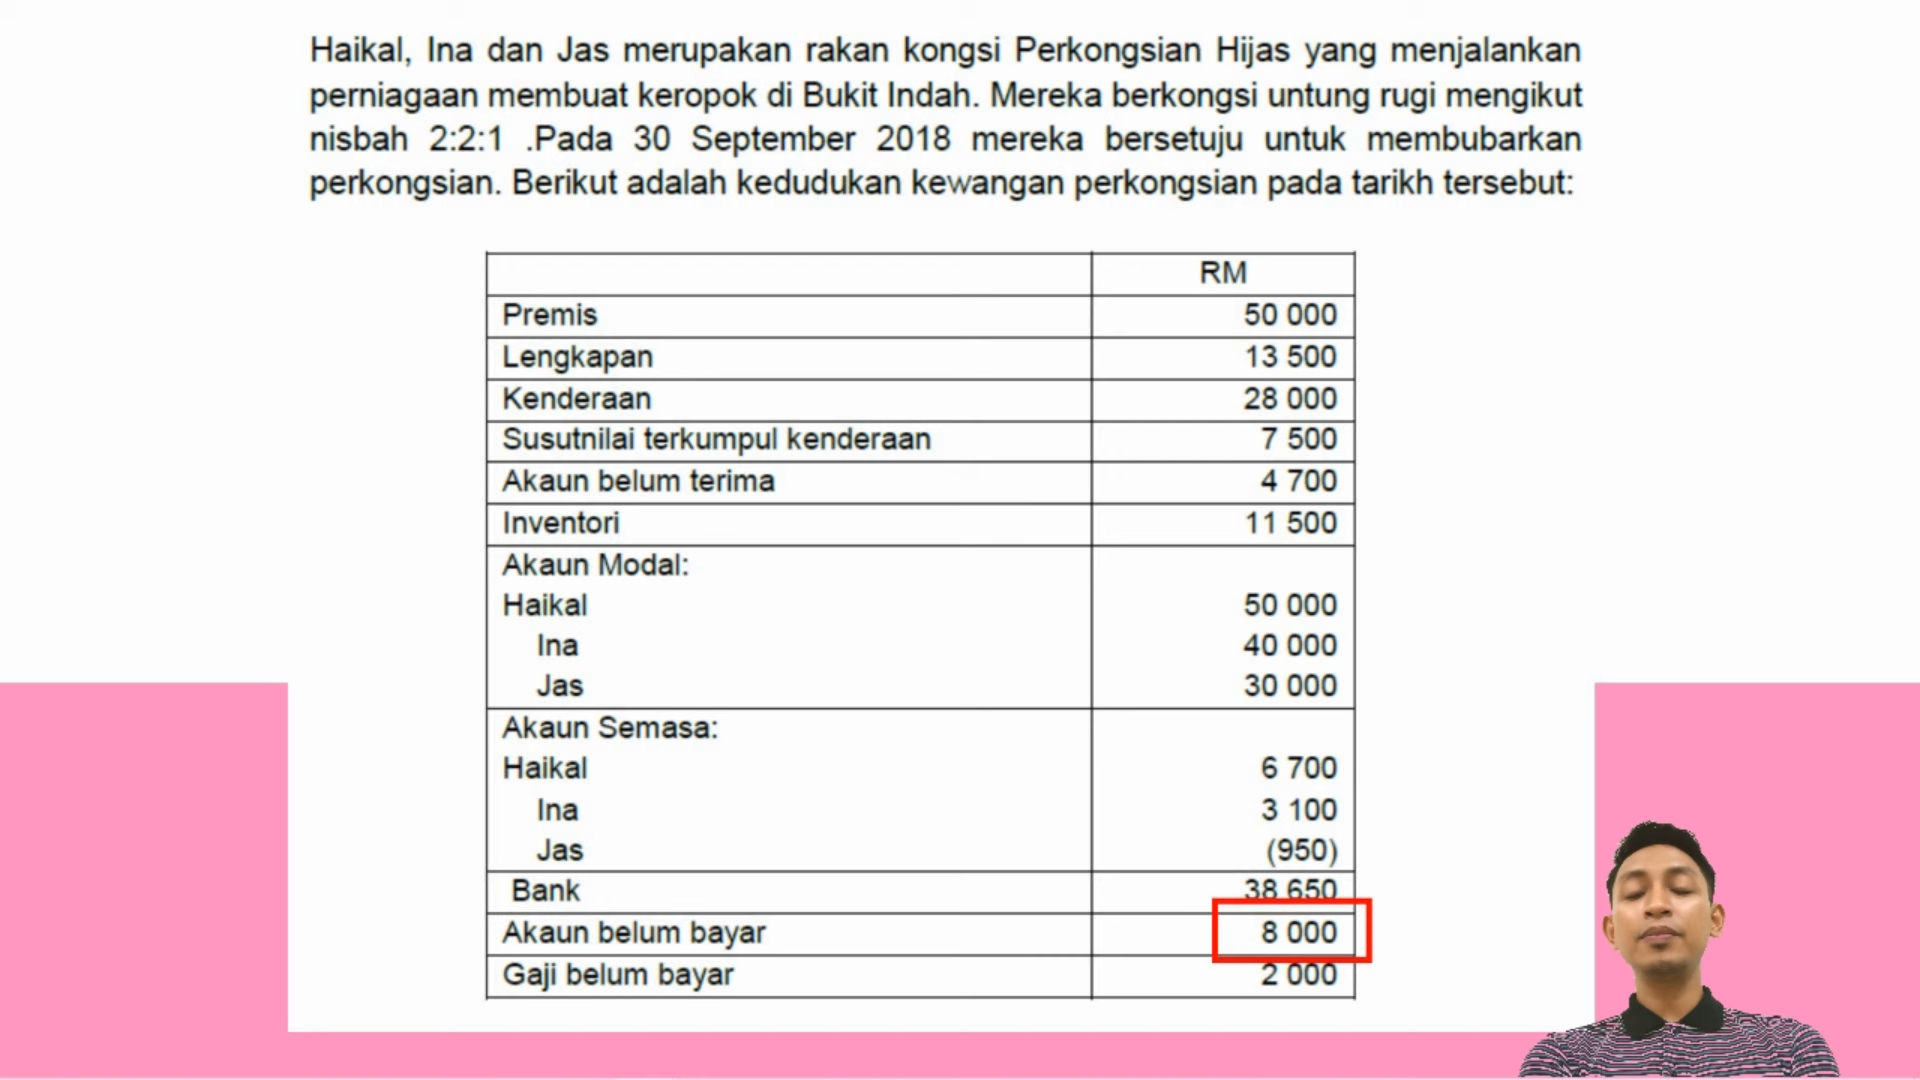 Haikal, Ina dan Jas merupakan rakan kongsi Perkongsian Hijas yang menjalankan
perniagaan membuat keropok di Bukit Indah. Mereka berkongsi untung rugi mengikut
nisbah 2:2:1 .Pada 30 September 2018 mereka bersetuju untuk membubarkan
perkongsian. Berikut adalah kedudukan kewangan perkongsian pada tarikh tersebut:
RM
Premis 50 000
Lengkapan 13 500
Kenderaan 28 000
Susutnilai terkumpul kenderaan 7 500
Akaun belum terima 4 700
Inventori 11 500
Akaun Modal:
Haikal 50 000
Ina 40 000
Jas 30 000
Akaun Semasa:
Haikal 6 700
Ina 3 100
Jas (950)
Bank 38 650
Akaun belum bayar 8 000
Gaji belum bayar 2 000